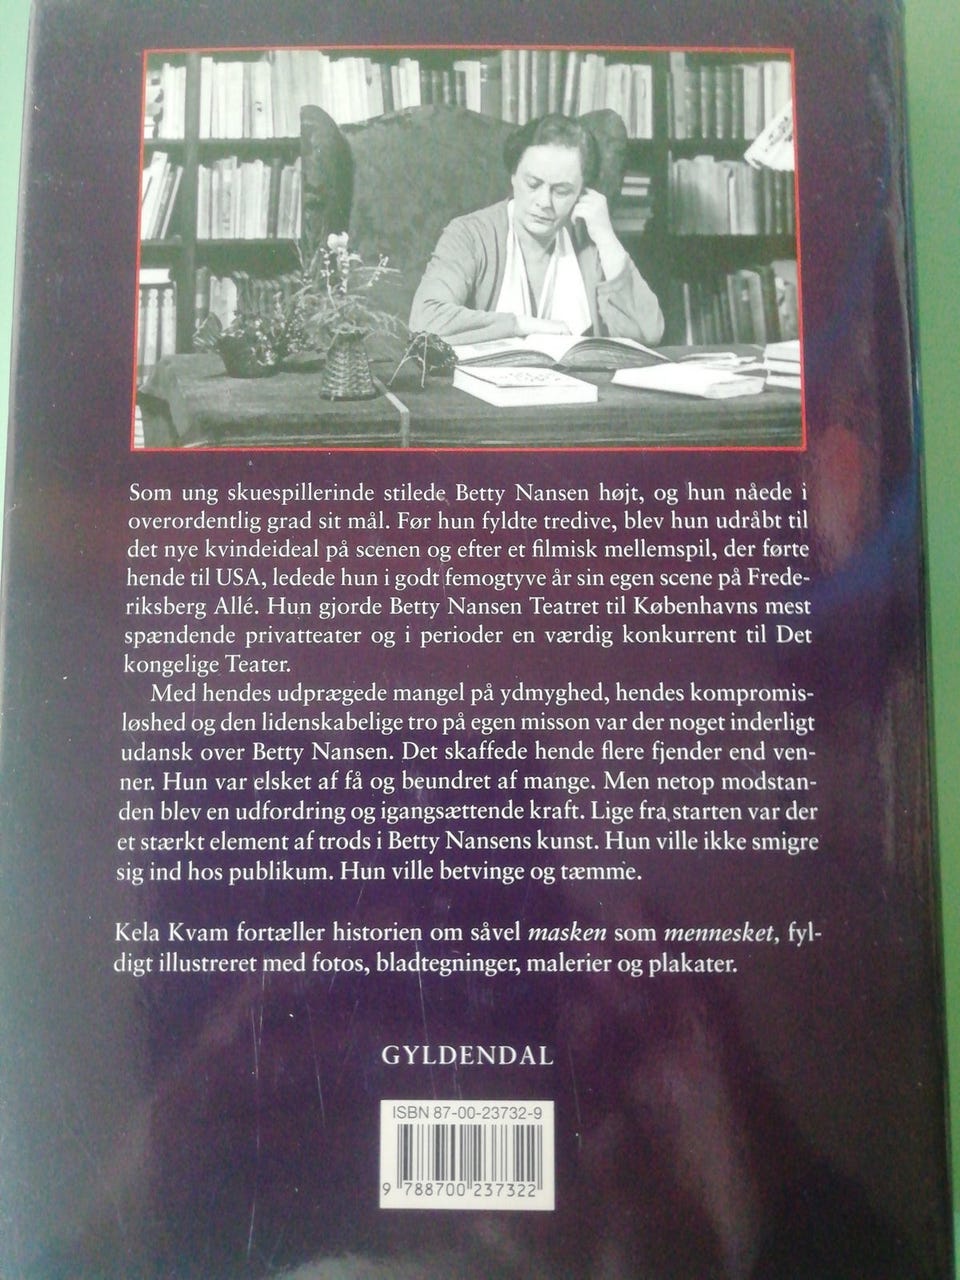 Som ung skuespillerinde stilede Betty Nansen højt, og hun nåede i
overordentlig grad sit mål. Før hun fyldte tredive, blev hun udråbt til
det nye kvindeideal på scenen og efter et filmisk mellemspil, der førte
hende til USA, ledede hun i godt femogtyve år sin egen scene på Frede-
riksberg Allé. Hun gjorde Betty Nansen Teatret til Københavns mest
spændende privatteater og i perioder en værdig konkurrent til Det
kongelige Teater.
Med hendes udprægede mangel på ydmyghed, hendes kompromis-
løshed og den lidenskabelige tro på egen misson var der noget inderligt
udansk over Betty Nansen. Det skaffede hende flere fjender end ven-
ner. Hun var elsket af få og beundret af mange. Men netop modstan-
den blev en udfordring og igangsættende kraft. Lige fra starten var der
et stærkt element af trods i Betty Nansens kunst. Hun ville ikke smigre
sig ind hos publikum. Hun ville betvinge og tæmme.
Kela Kvam fortæller historien om såvel masken som mennesket, fyl-
digt illustreret med fotos, bladtegninger, malerier og plakater.
GYLDENDAL
ISBN 87-00-23732-9
9 788700 237322